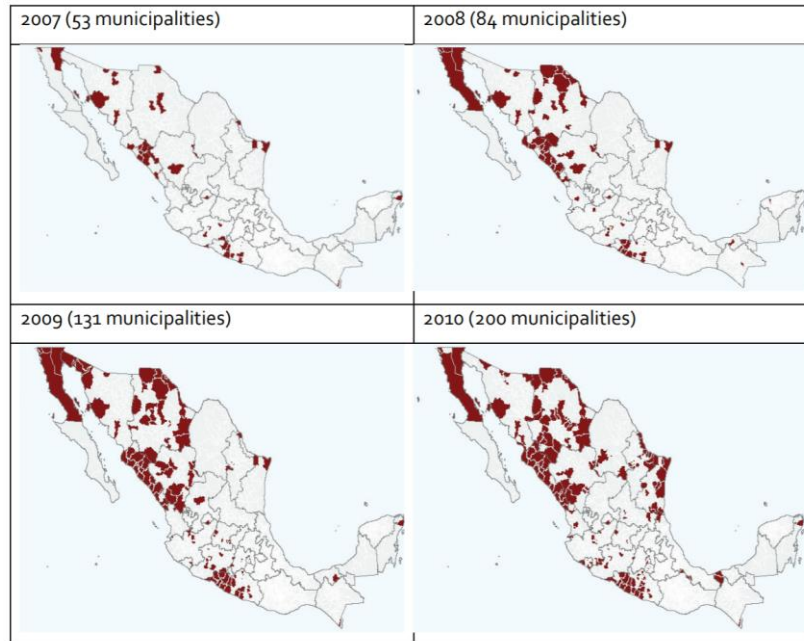 2007 (53 municipalities)
2008 (84 municipalities)
2009 (131 municipalities)
2010 (200 municipalities)